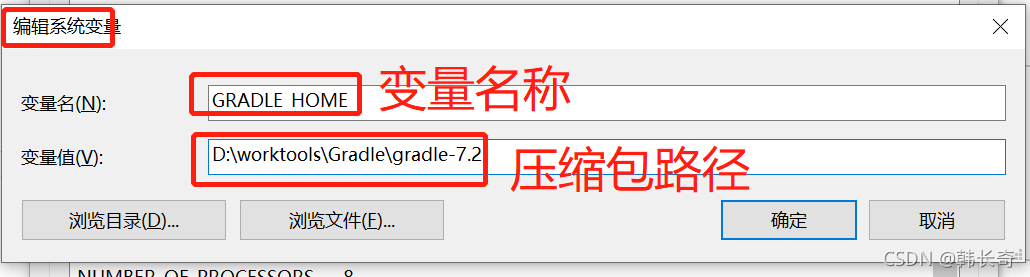 编辑系统变量
变量名(N):
GRADLE_HOME
变量名称
变量值(V):
D:\worktools\Gradle\gradle-7.2
压缩包路径
浏览目录(D)...
浏览文件(F)...
确定
取消
NUMBER_OF_PROCESSORS 8
CSDN @韩长奇